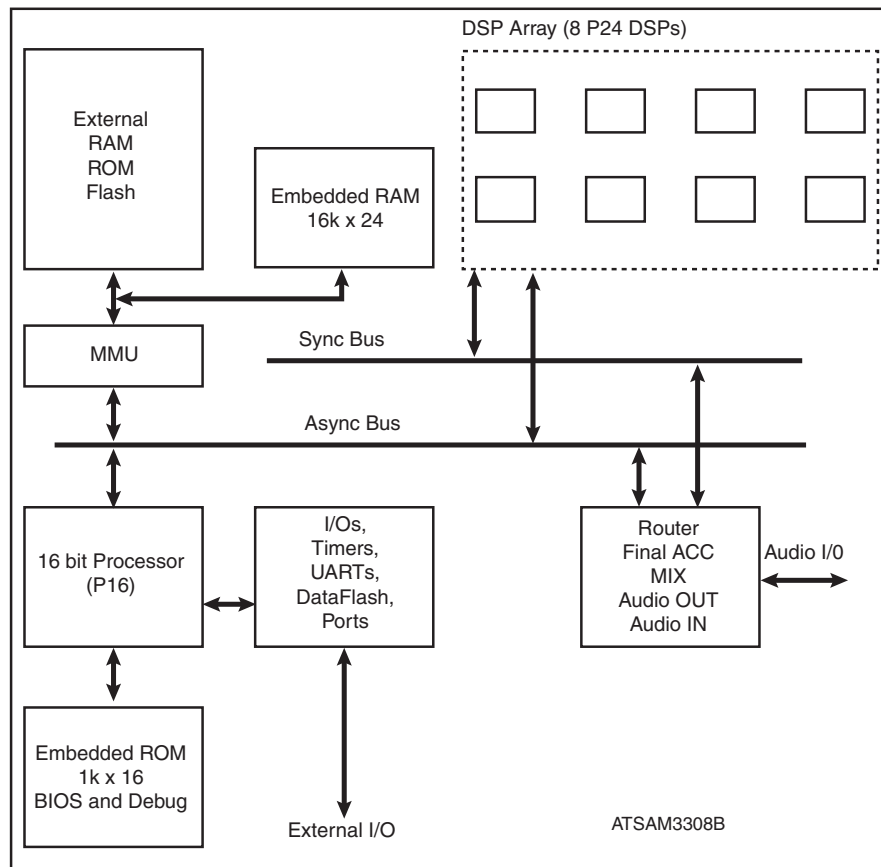 DSP Array (8 P24 DSPs)
External
RAM
ROM
Flash
Embedded RAM
16k x 24
MMU
Sync Bus
Async Bus
16 bit Processor
(P16)
I/Os,
Timers,
UARTs,
DataFlash,
Ports
Router
Final ACC
MIX
Audio OUT
Audio IN
Audio I/0
Embedded ROM
1k x 16
BIOS and Debug
External I/O
ATSAM3308B